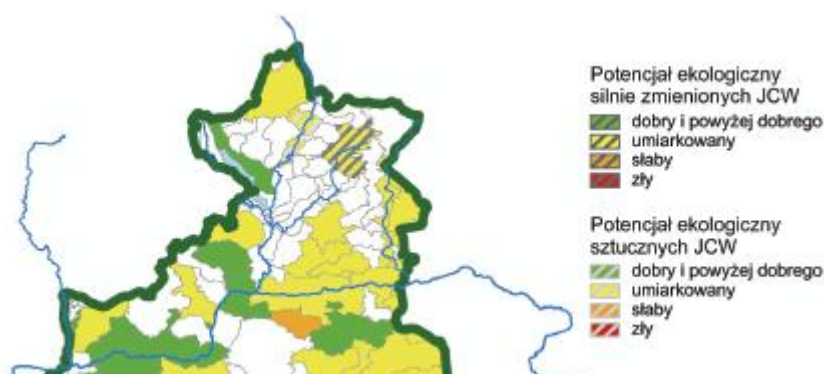 Potencjał ekologiczny
silnie zmienionych JCW
dobry i powyżej dobrego
umiarkowany
słaby
zły
Potencjał ekologiczny
sztucznych JCW
dobry i powyżej dobrego
umiarkowany
słaby
zły